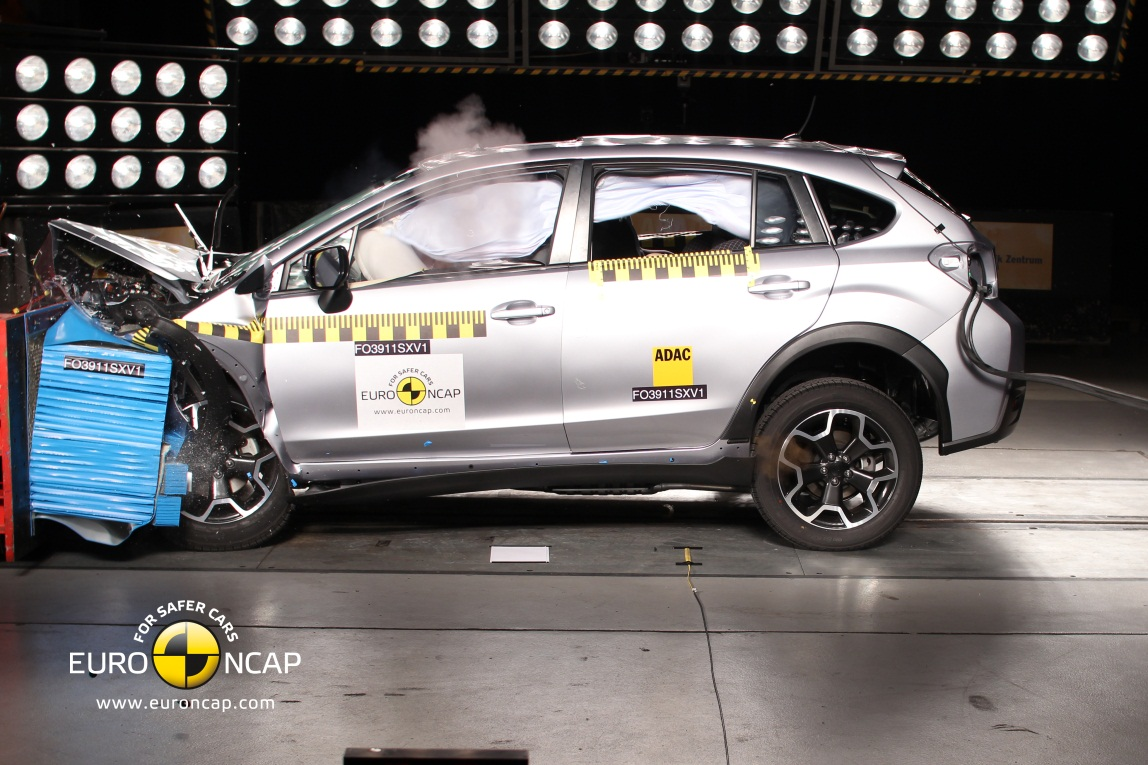 k Zentrum
FO3911SXV1
FO3911SXV1
FOR SAFER CARS
EURO NCAP
www.euroncap.com
ADAC
FO3911SXV1
FOR SAFER CARS
EURO NCAP
www.euroncap.com